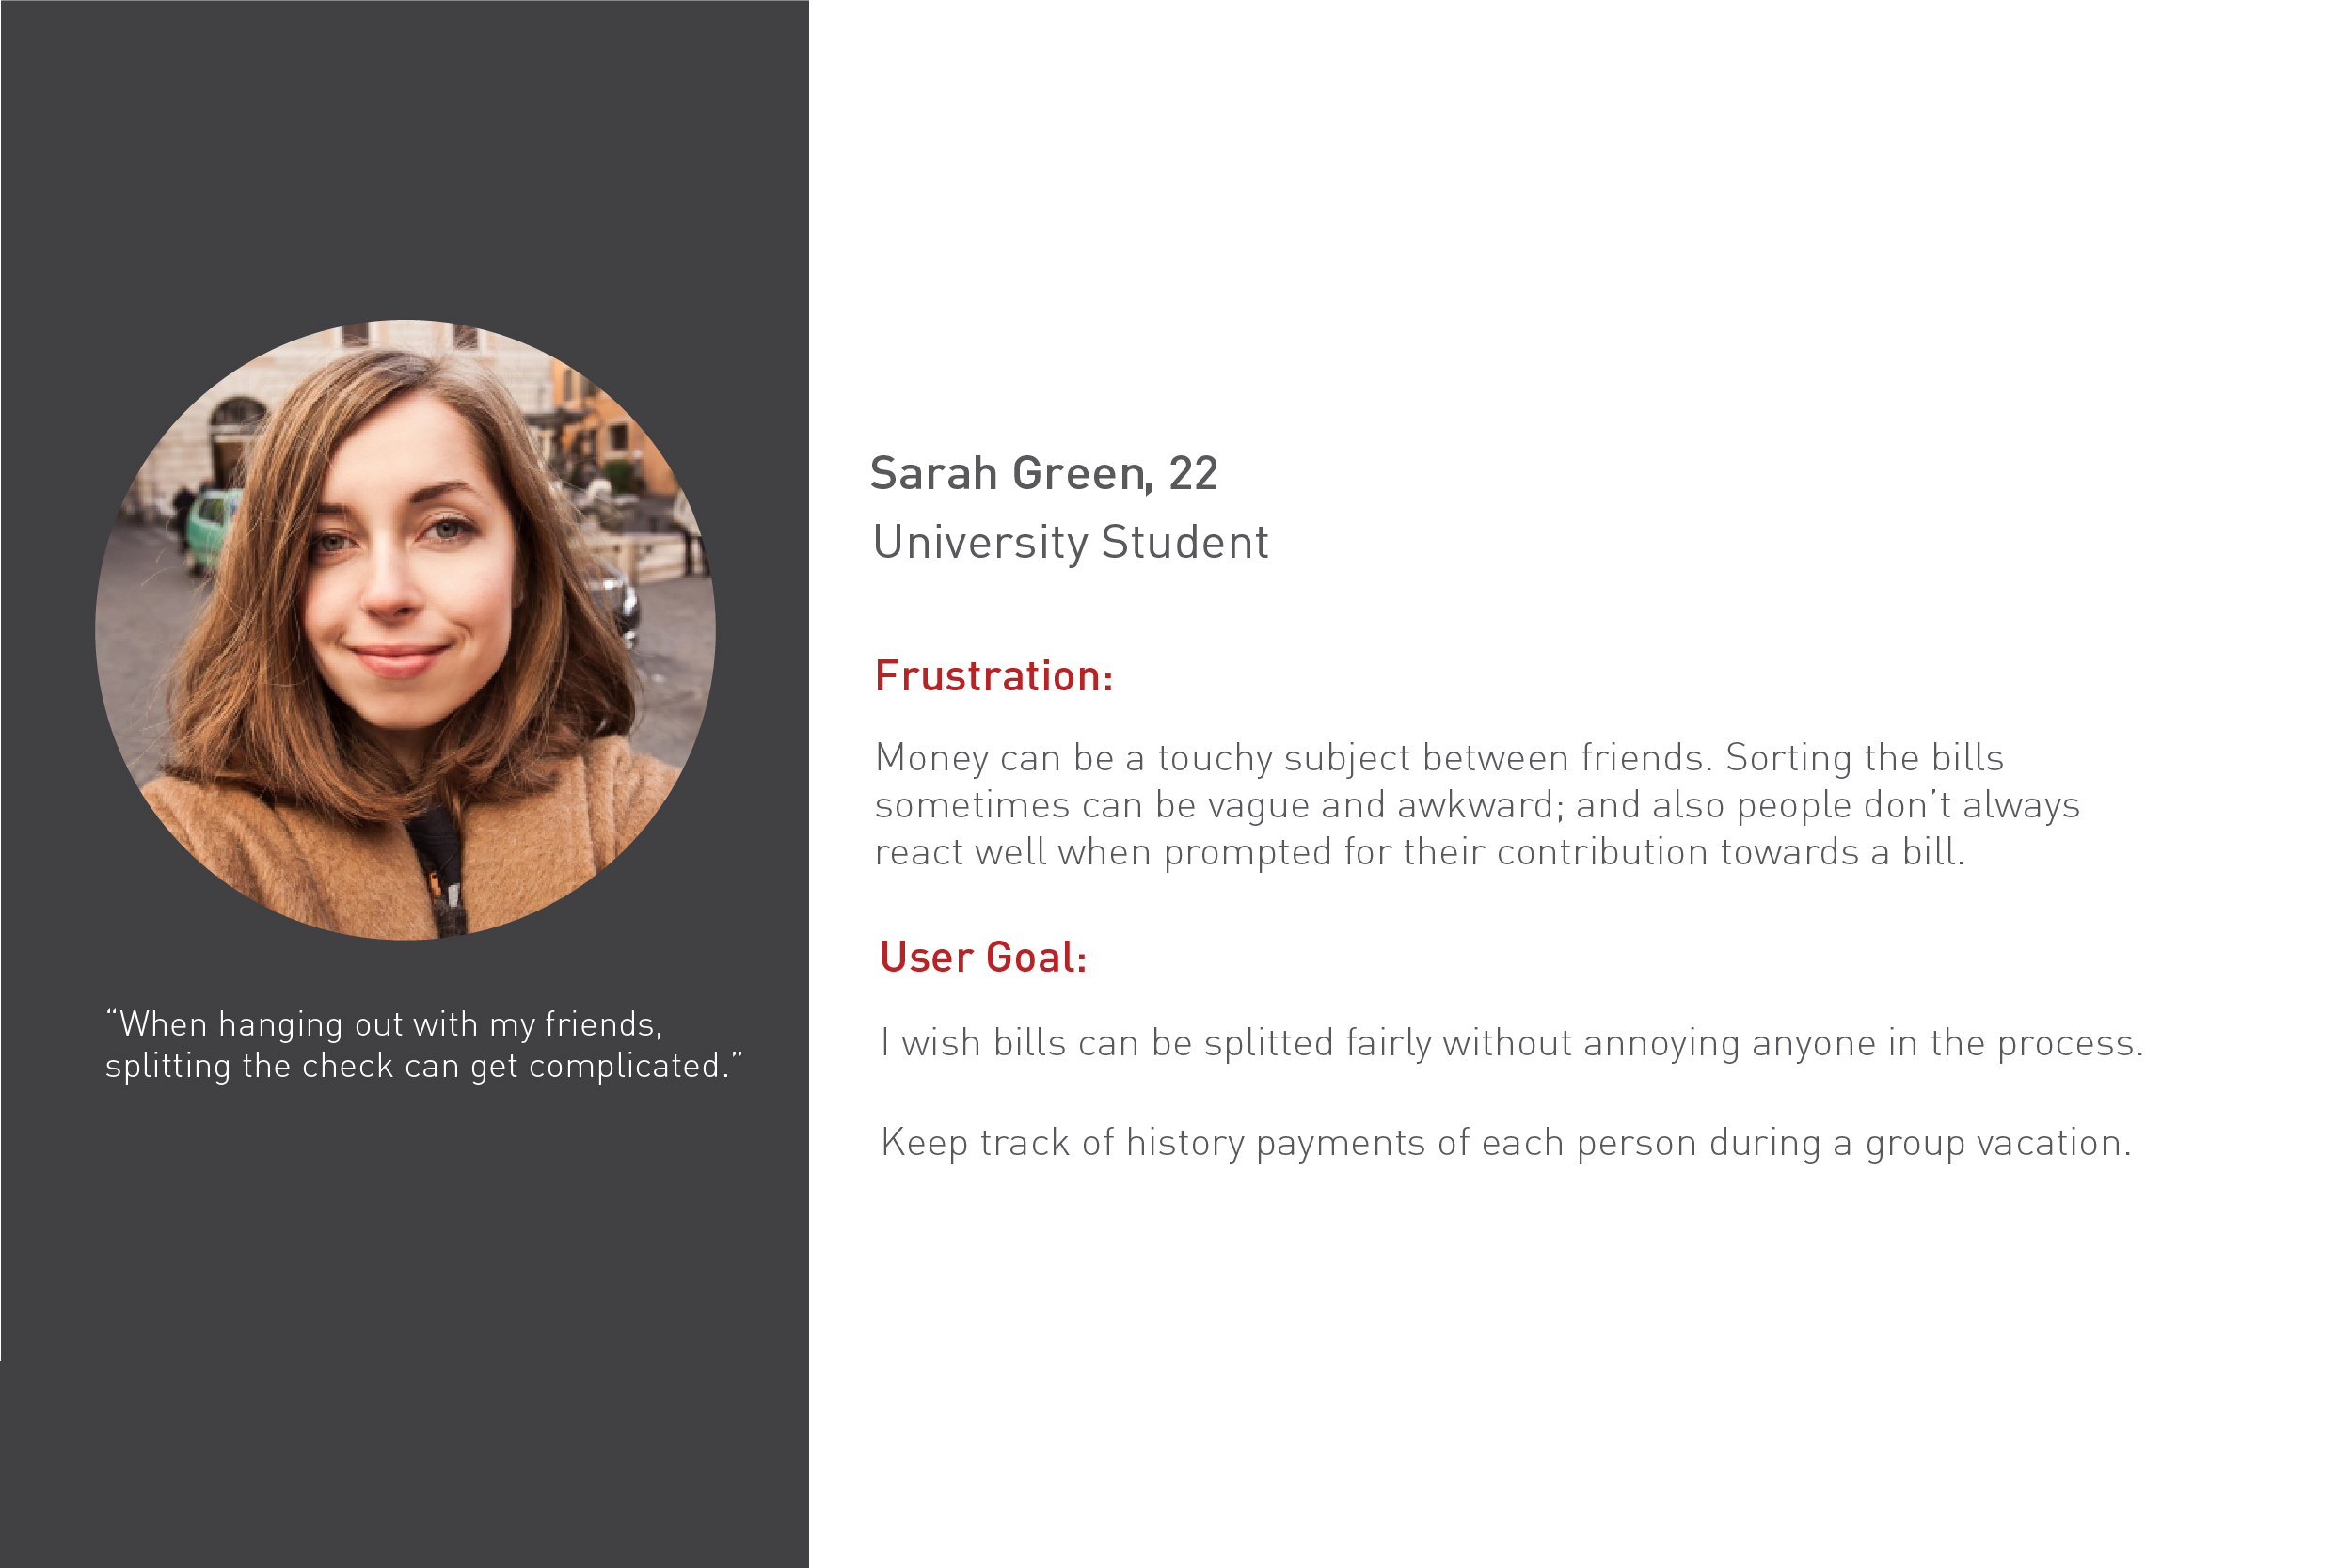 “When hanging out with my friends,
splitting the check can get complicated.”
Sarah Green, 22
University Student
Frustration:
Money can be a touchy subject between friends. Sorting the bills
sometimes can be vague and awkward; and also people don’t always
react well when prompted for their contribution towards a bill.
User Goal:
I wish bills can be splitted fairly without annoying anyone in the process.
Keep track of history payments of each person during a group vacation.